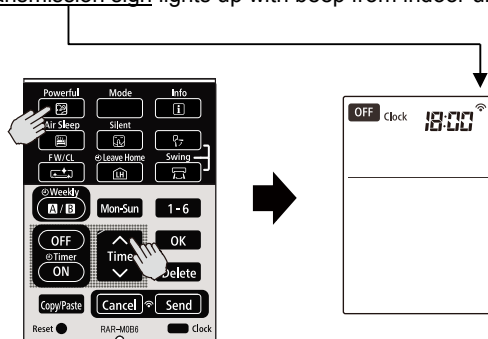 nsmission sign lights up with beep from indoor u
Powerful Mode Info
Air Sleep Silent
FW/CL Leave Home Swing
LH
Weekly
A/B Mon-Sun 1-6
OFF OK
Timer Time
ON Delete
Copy/Paste Cancel Send
Reset RAR-M0B6 Clock
OFF Clock 18:00